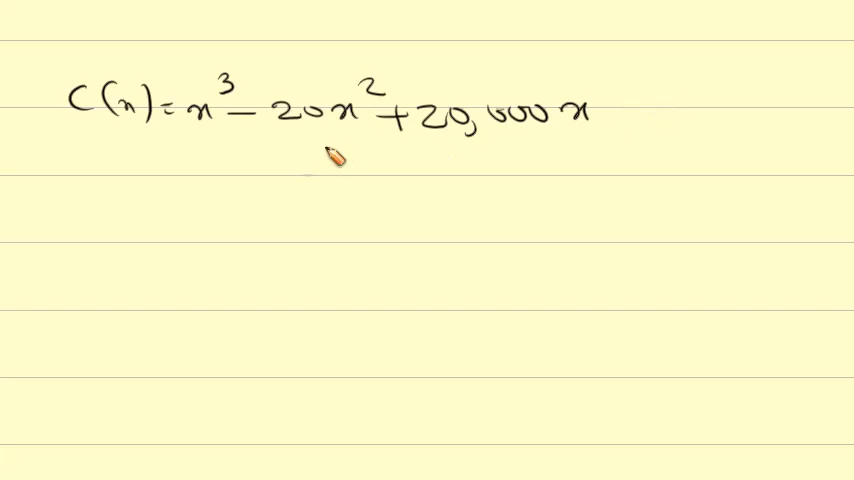 C(x) = x³ - 20x² + 20,000x